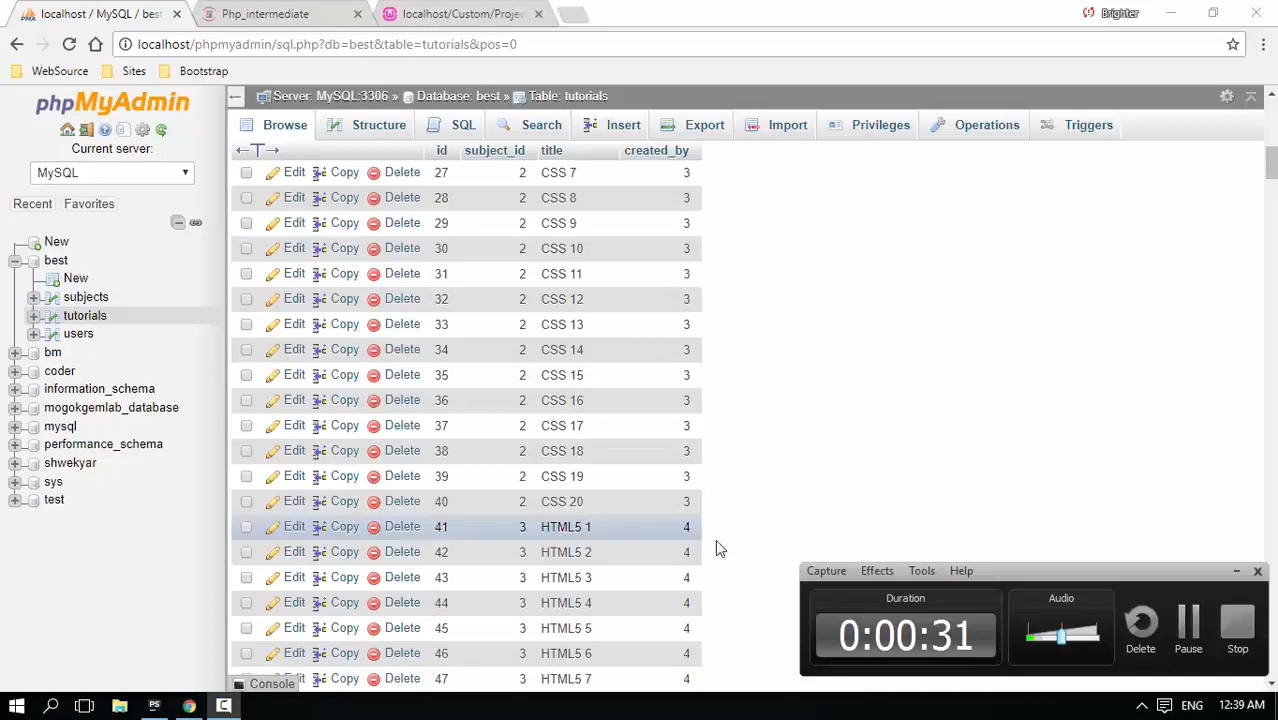 localhost / MySQL / best
Php_intermediate
localhost/Custom/Proje
Brighter
localhost/phpmyadmin/sql.php?db=best&table=tutorials&pos=0
WebSource Sites Bootstrap
phpMyAdmin
Current server:
MySQL
Recent Favorites
New
best
New
subjects
tutorials
users
bm
coder
information_schema
mogokgemlab_database
mysql
performance_schema
shwekyar
sys
test
Server: MySQL:3306 » Database: best » Table: tutorials
Browse Structure SQL Search Insert Export Import Privileges Operations Triggers
id subject_id title created_by
Edit Copy Delete 27 2 CSS 7 3
Edit Copy Delete 28 2 CSS 8 3
Edit Copy Delete 29 2 CSS 9 3
Edit Copy Delete 30 2 CSS 10 3
Edit Copy Delete 31 2 CSS 11 3
Edit Copy Delete 32 2 CSS 12 3
Edit Copy Delete 33 2 CSS 13 3
Edit Copy Delete 34 2 CSS 14 3
Edit Copy Delete 35 2 CSS 15 3
Edit Copy Delete 36 2 CSS 16 3
Edit Copy Delete 37 2 CSS 17 3
Edit Copy Delete 38 2 CSS 18 3
Edit Copy Delete 39 2 CSS 19 3
Edit Copy Delete 40 2 CSS 20 3
Edit Copy Delete 41 3 HTML5 1 4
Edit Copy Delete 42 3 HTML5 2 4
Edit Copy Delete 43 3 HTML5 3 4
Edit Copy Delete 44 3 HTML5 4 4
Edit Copy Delete 45 3 HTML5 5 4
Edit Copy Delete 46 3 HTML5 6 4
Edit Copy Delete 47 3 HTML5 7 4
Console
Capture Effects Tools Help
Duration
0:00:31
Audio
Delete Pause Stop
PS
ENG 12:39 AM